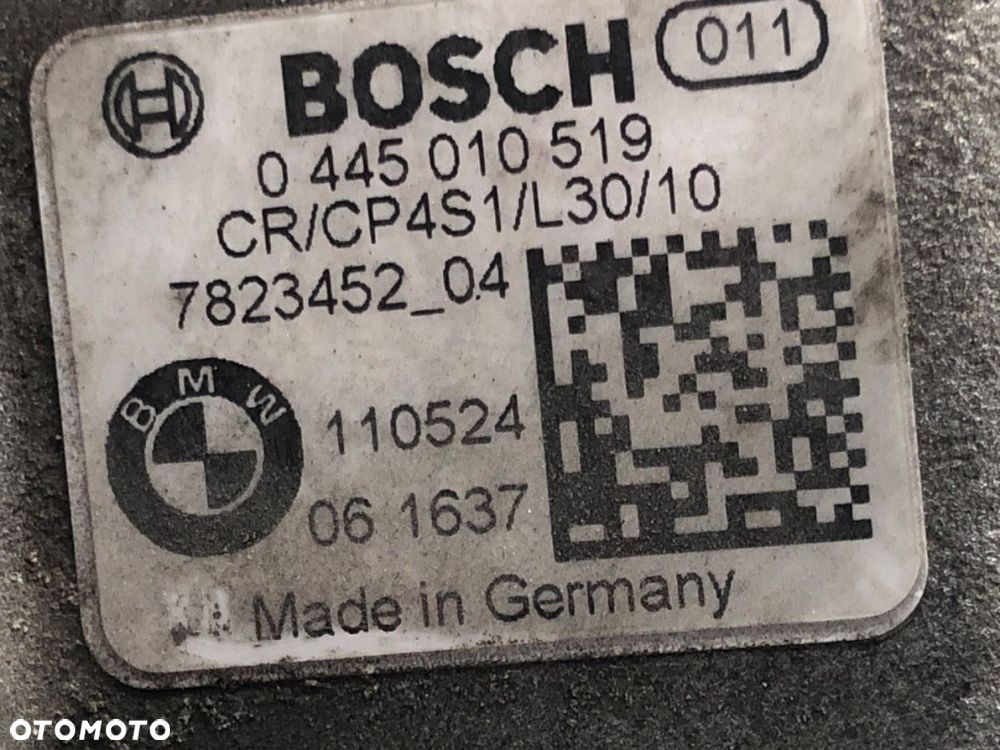 BOSCH 011
0 445 010 519
CR/CP4S1/L30/10
7823452_04
BMW
110524
06 1637
Made in Germany
OTOMOTO